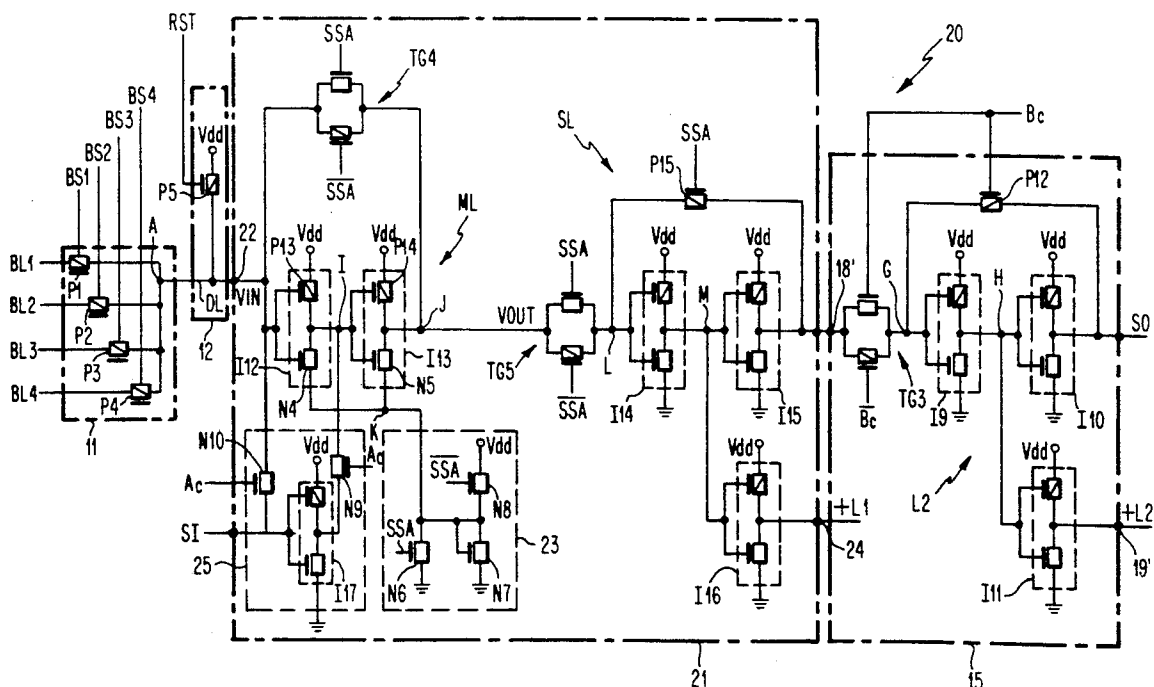 RST
SSA
TG4
20
BS4
BS3
BS2
BS1
Vdd
SL
SSA
P15
Bc
P12
P5
SSA
ML
A
22
BL1
P1
BL2
P2
BL3
P3
BL4
P4
DL
VIN
12
11
Vdd
P13
I
Vdd
P14
J
I12
N4
I13
N5
K
VOUT
SSA
TG5
SSA
L
Vdd
I14
M
Vdd
I15
18'
G
Bc
TG3
Vdd
I9
H
Vdd
I10
SO
N10
Ac
SI
25
Vdd
N9
Ac
I17
SSA
Vdd
N8
SSA
N6
N7
23
Vdd
I16
+L1
24
L2
Vdd
I11
+L2
19'
21
15